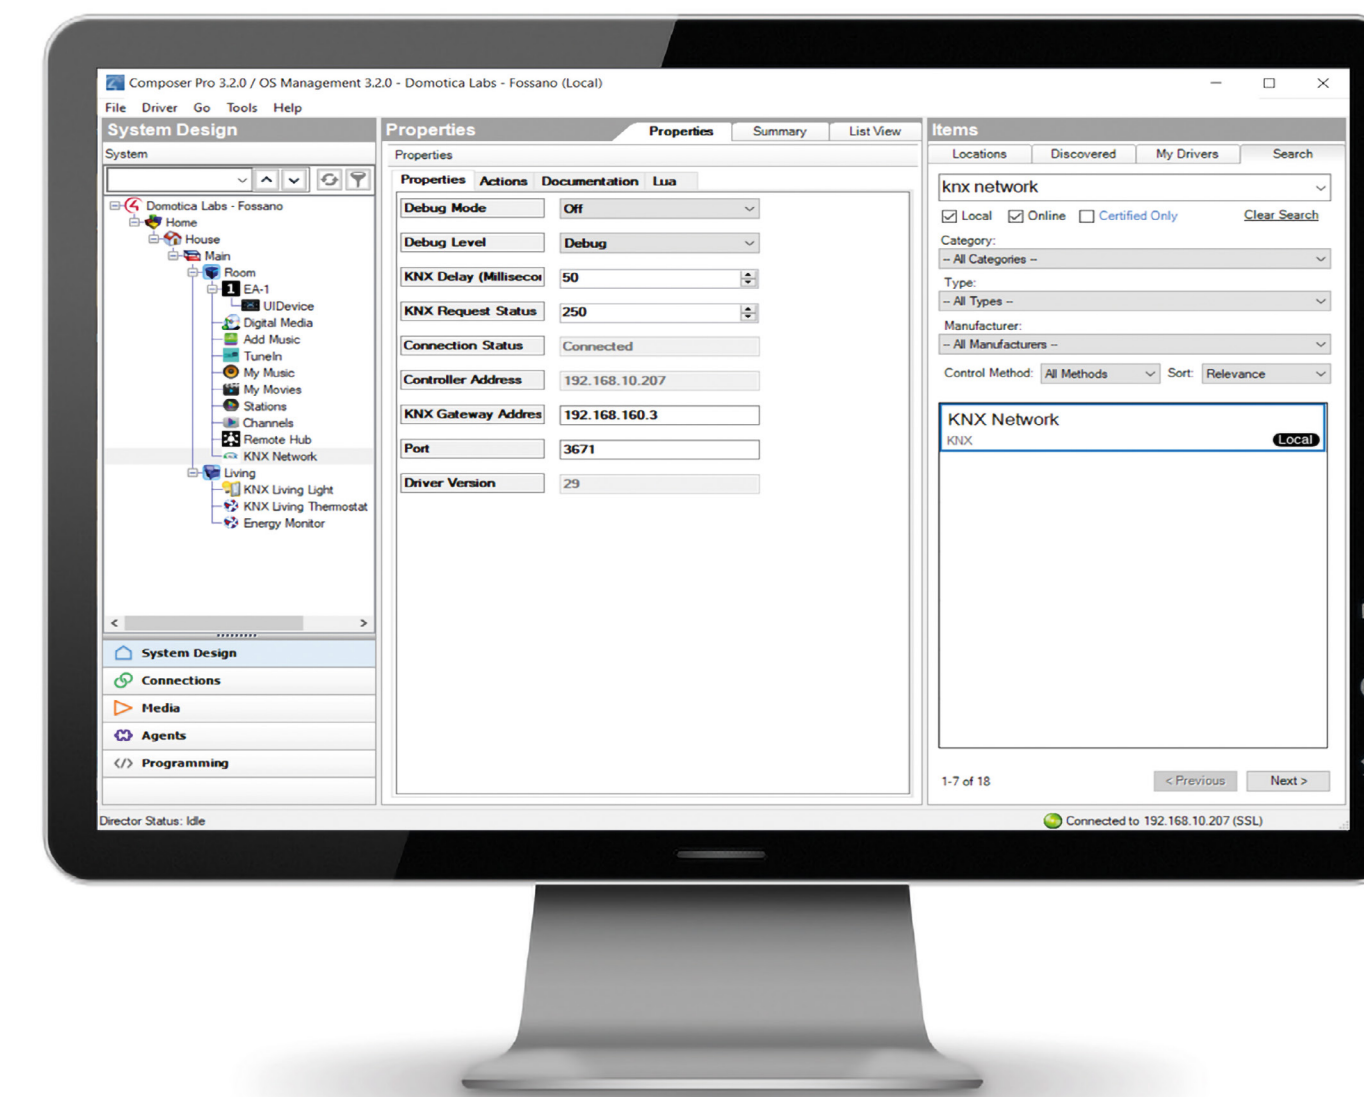 Composer Pro 3.2.0 / OS Management 3.2.0 - Domotica Labs - Fossano (Local)
File Driver Go Tools Help
System Design
System
Domotica Labs - Fossano
Home
House
Main
Room
1 EA-1
UIDevice
Digital Media
Add Music
TuneIn
My Music
My Movies
Stations
Channels
Remote Hub
KNX Network
Living
KNX Living Light
KNX Living Thermostat
Energy Monitor
System Design
Connections
Media
Agents
Programming
Properties
Properties Summary List View
Properties
Properties Actions Documentation Lua
Debug Mode Off
Debug Level Debug
KNX Delay (Millisecon 50
KNX Request Status 250
Connection Status Connected
Controller Address 192.168.10.207
KNX Gateway Addres 192.168.160.3
Port 3671
Driver Version 29
Items
Locations Discovered My Drivers Search
knx network
Local Online Certified Only Clear Search
Category:
-- All Categories --
Type:
-- All Types --
Manufacturer:
-- All Manufacturers --
Control Method: All Methods Sort: Relevance
KNX Network
KNX Local
1-7 of 18 < Previous Next >
Director Status: Idle
Connected to 192.168.10.207 (SSL)